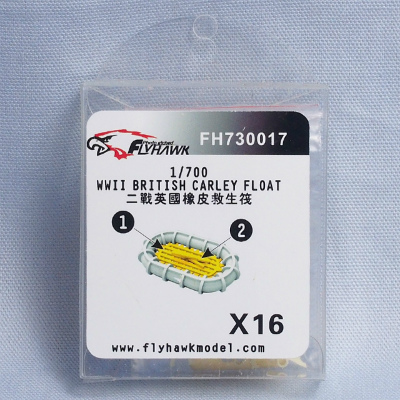 FLYHAWK
FH730017
1/700
WWII BRITISH CARLEY FLOAT
二戰英國橡皮救生筏
1
2
X16
www.flyhawkmodel.com